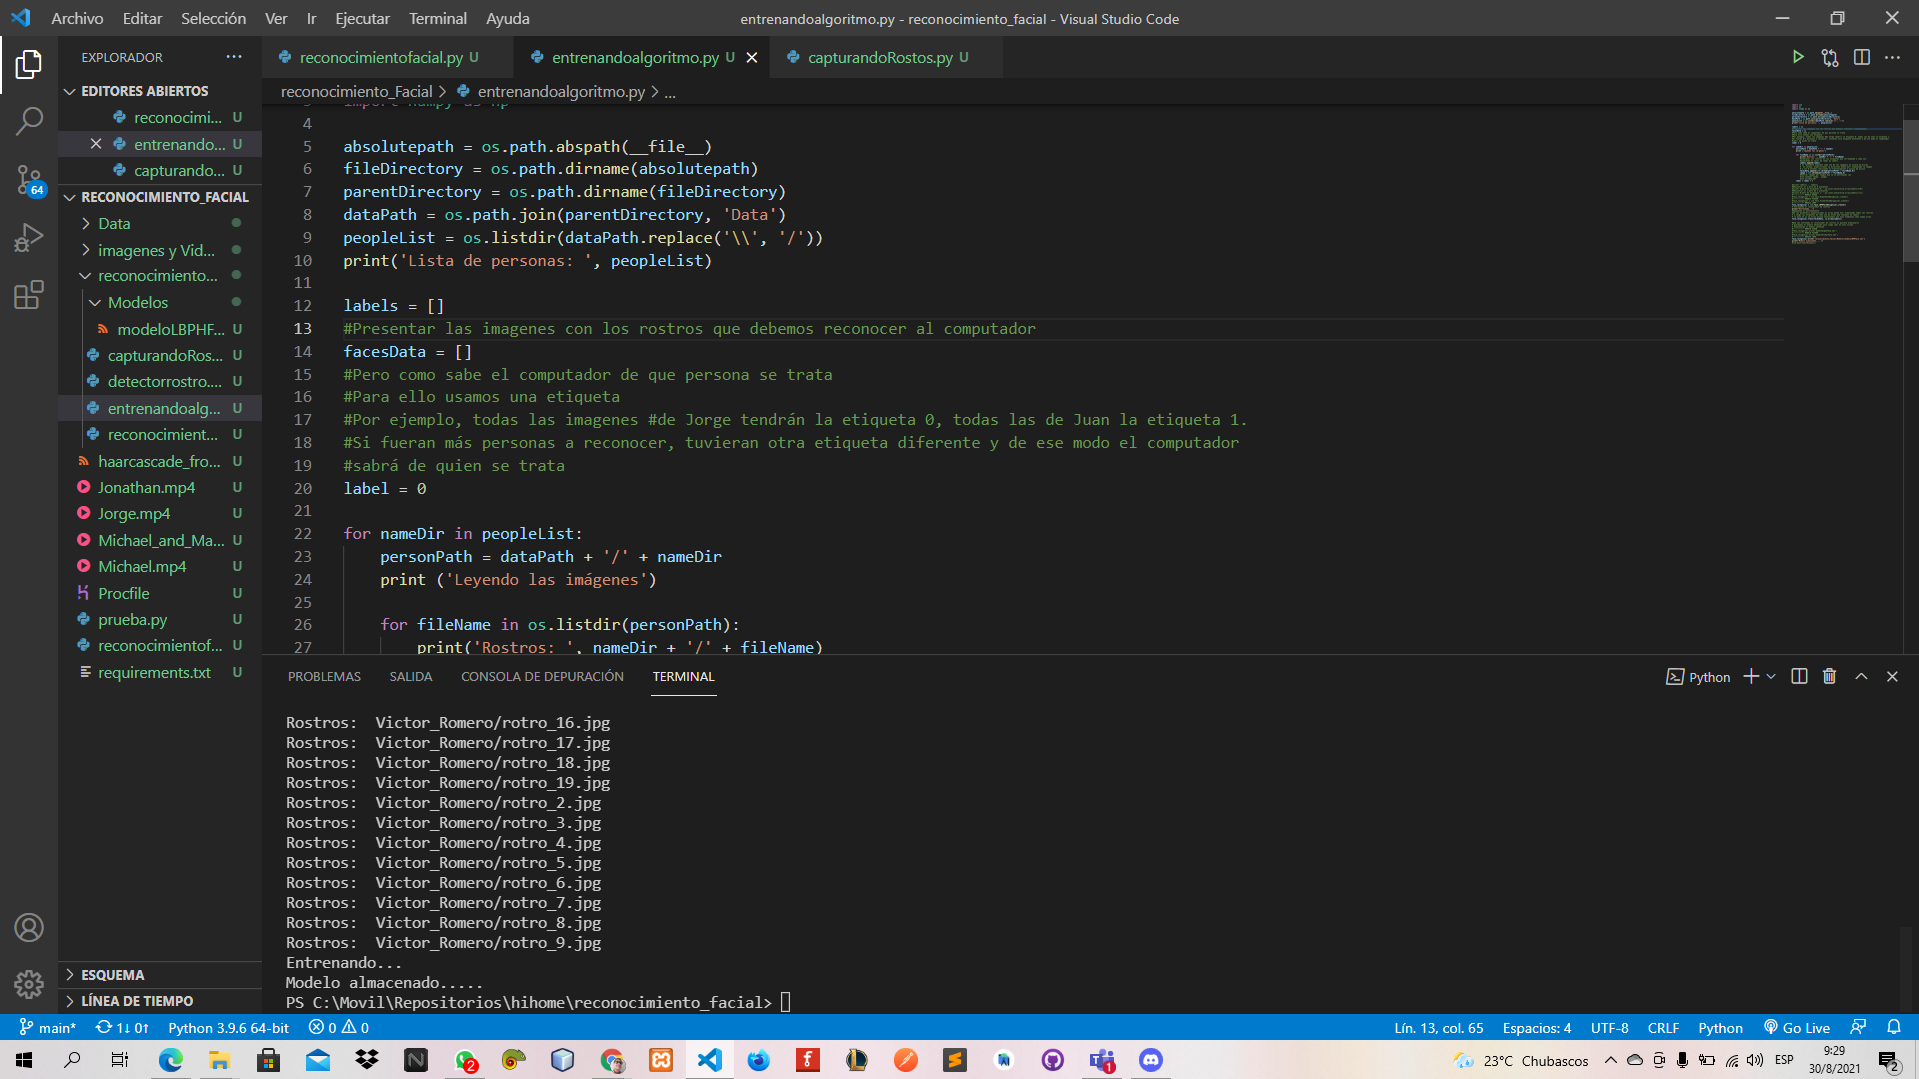 Archivo Editar Selección Ver Ir Ejecutar Terminal Ayuda
entrenandoalgoritmo.py - reconocimiento_facial - Visual Studio Code
EXPLORADOR
reconocimientofacial.py U
entrenandoalgoritmo.py U
capturandoRostos.py U
EDITORES ABIERTOS
reconocimi... U
entrenando... U
capturando... U
RECONOCIMIENTO_FACIAL
Data
imagenes y Vid...
reconocimiento...
Modelos
modeloLBPHF... U
capturandoRos... U
detectorrostro.... U
entrenandoalg... U
reconocimient... U
haarcascade_fro... U
Jonathan.mp4 U
Jorge.mp4 U
Michael_and_Ma... U
Michael.mp4 U
Procfile U
prueba.py U
reconocimientof... U
requirements.txt U
64
ESQUEMA
LÍNEA DE TIEMPO
reconocimiento_Facial > entrenandoalgoritmo.py > ...
import numpy as np
4
5 absolutepath = os.path.abspath(__file__)
6 fileDirectory = os.path.dirname(absolutepath)
7 parentDirectory = os.path.dirname(fileDirectory)
8 dataPath = os.path.join(parentDirectory, 'Data')
9 peopleList = os.listdir(dataPath.replace('\\', '/'))
10 print('Lista de personas: ', peopleList)
11
12 labels = []
13 #Presentar las imagenes con los rostros que debemos reconocer al computador
14 facesData = []
15 #Pero como sabe el computador de que persona se trata
16 #Para ello usamos una etiqueta
17 #Por ejemplo, todas las imagenes #de Jorge tendrán la etiqueta 0, todas las de Juan la etiqueta 1.
18 #Si fueran más personas a reconocer, tuvieran otra etiqueta diferente y de ese modo el computador
19 #sabrá de quien se trata
20 label = 0
21
22 for nameDir in peopleList:
23 personPath = dataPath + '/' + nameDir
24 print ('Leyendo las imágenes')
25
26 for fileName in os.listdir(personPath):
27 print('Rostros: ', nameDir + '/' + fileName)
PROBLEMAS SALIDA CONSOLA DE DEPURACIÓN TERMINAL
Python
Rostros:  Victor_Romero/rotro_16.jpg
Rostros:  Victor_Romero/rotro_17.jpg
Rostros:  Victor_Romero/rotro_18.jpg
Rostros:  Victor_Romero/rotro_19.jpg
Rostros:  Victor_Romero/rotro_2.jpg
Rostros:  Victor_Romero/rotro_3.jpg
Rostros:  Victor_Romero/rotro_4.jpg
Rostros:  Victor_Romero/rotro_5.jpg
Rostros:  Victor_Romero/rotro_6.jpg
Rostros:  Victor_Romero/rotro_7.jpg
Rostros:  Victor_Romero/rotro_8.jpg
Rostros:  Victor_Romero/rotro_9.jpg
Entrenando...
Modelo almacenado.....
PS C:\Movil\Repositorios\hihome\reconocimiento_facial>
main* 1↓ 0↑ Python 3.9.6 64-bit 0 0
Lín. 13, col. 65 Espacios: 4 UTF-8 CRLF Python Go Live
23°C Chubascos
ESP
9:29
30/8/2021
2
2
1